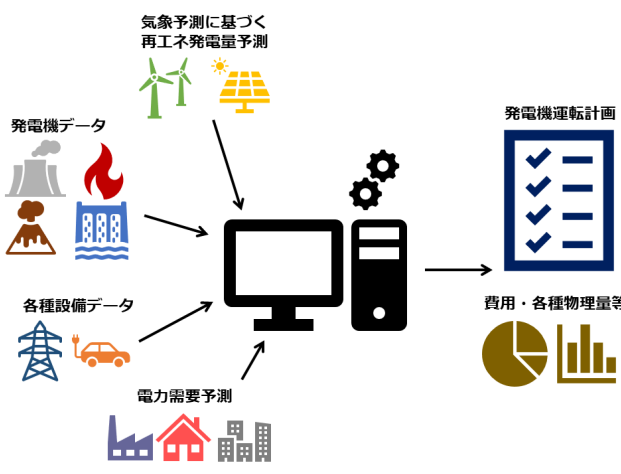 気象予測に基づく
再エネ発電量予測
発電機データ
発電機運転計画
各種設備データ
費用・各種物理量等
電力需要予測